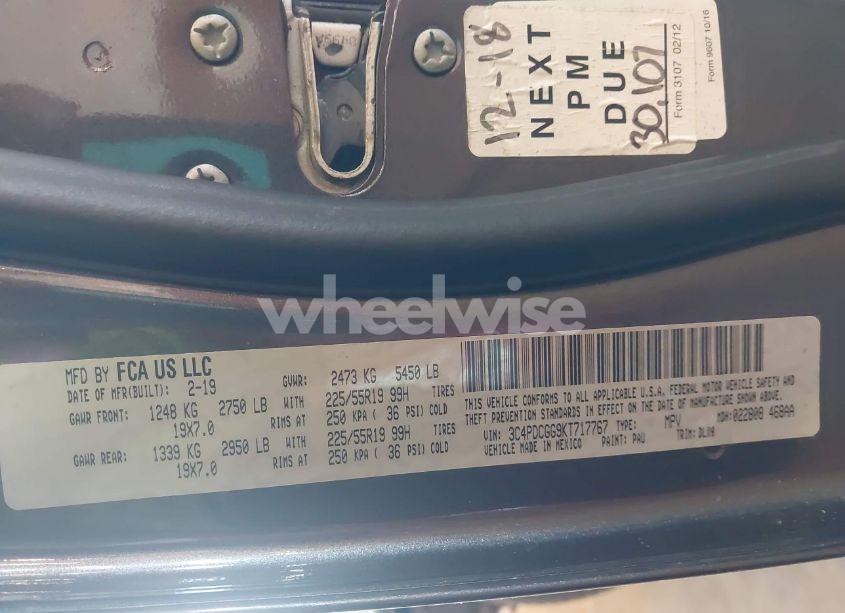 12-18
NEXT
PM
DUE
30,107
Form 3107 02/12
Form 9607 10/16
wheelwise
MFD BY FCA US LLC
DATE OF MFR(BUILT): 2-19
GVWR: 2473 KG 5450 LB
GAWR FRONT: 1248 KG 2750 LB WITH 225/55R19 99H TIRES
19X7.0 RIMS AT 250 KPA ( 36 PSI) COLD
GAWR REAR: 1339 KG 2950 LB WITH 225/55R19 99H TIRES
19X7.0 RIMS AT 250 KPA ( 36 PSI) COLD
THIS VEHICLE CONFORMS TO ALL APPLICABLE U.S.A. FEDERAL MOTOR VEHICLE SAFETY AND
THEFT PREVENTION STANDARDS IN EFFECT ON THE DATE OF MANUFACTURE SHOWN ABOVE.
VIN: 3C4PDCGG9KT717767 TYPE: MPV MDH: 022808 468AA
VEHICLE MADE IN MEXICO PAINT: PAU TRIM: